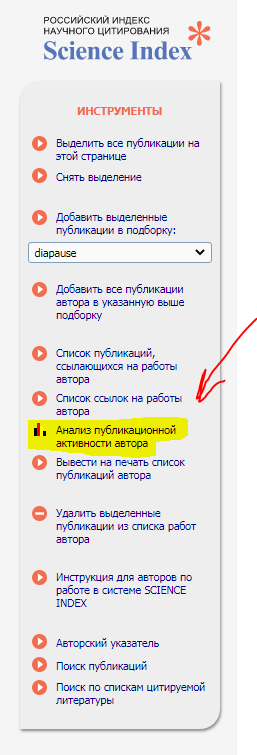 РОССИЙСКИЙ ИНДЕКС
НАУЧНОГО ЦИТИРОВАНИЯ
Science Index
ИНСТРУМЕНТЫ
Выделить все публикации на
этой странице
Снять выделение
Добавить выделенные
публикации в подборку:
diapause
Добавить все публикации
автора в указанную выше
подборку
Список публикаций,
ссылающихся на работы
автора
Список ссылок на работы
автора
Анализ публикационной
активности автора
Вывести на печать список
публикаций автора
Удалить выделенные
публикации из списка работ
автора
Инструкция для авторов по
работе в системе SCIENCE
INDEX
Авторский указатель
Поиск публикаций
Поиск по спискам цитируемой
литературы